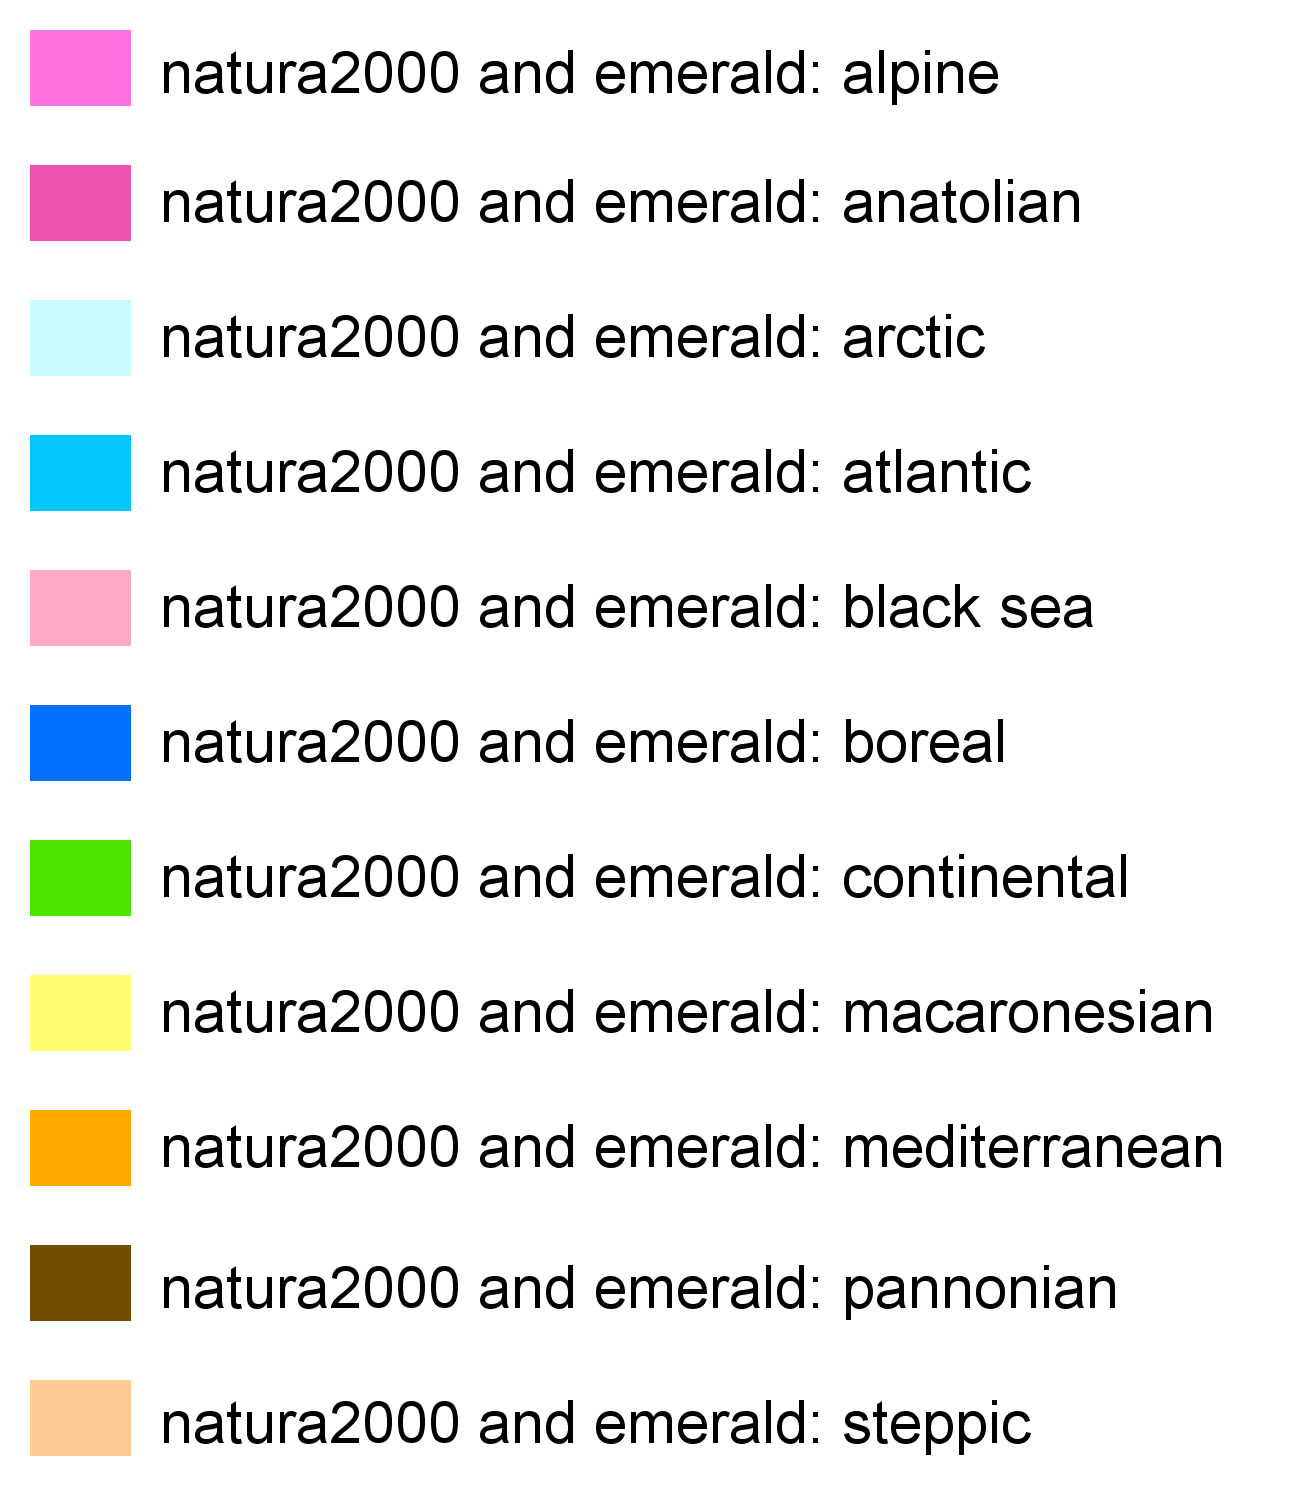 natura2000 and emerald: alpine
natura2000 and emerald: anatolian
natura2000 and emerald: arctic
natura2000 and emerald: atlantic
natura2000 and emerald: black sea
natura2000 and emerald: boreal
natura2000 and emerald: continental
natura2000 and emerald: macaronesian
natura2000 and emerald: mediterranean
natura2000 and emerald: pannonian
natura2000 and emerald: steppic